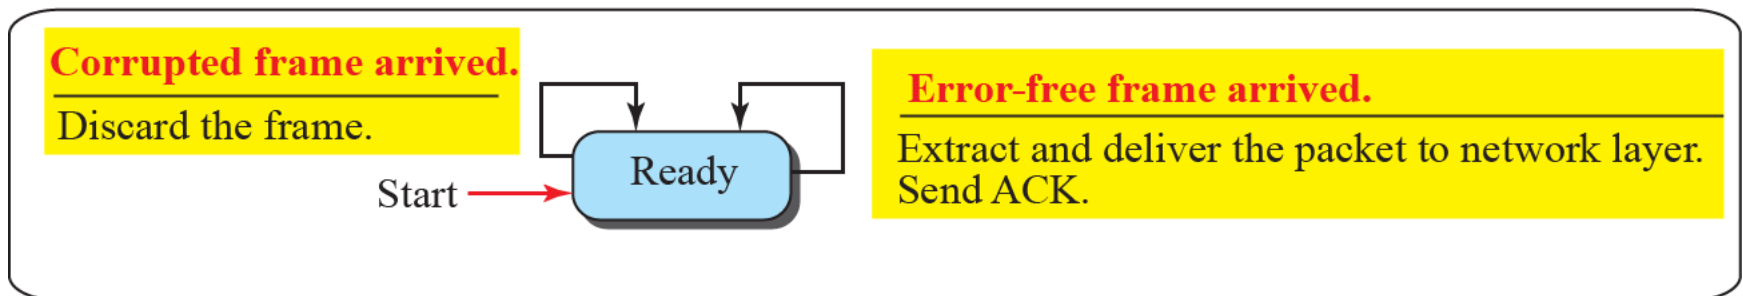 Corrupted frame arrived.
Discard the frame.
Start
Ready
Error-free frame arrived.
Extract and deliver the packet to network layer.
Send ACK.